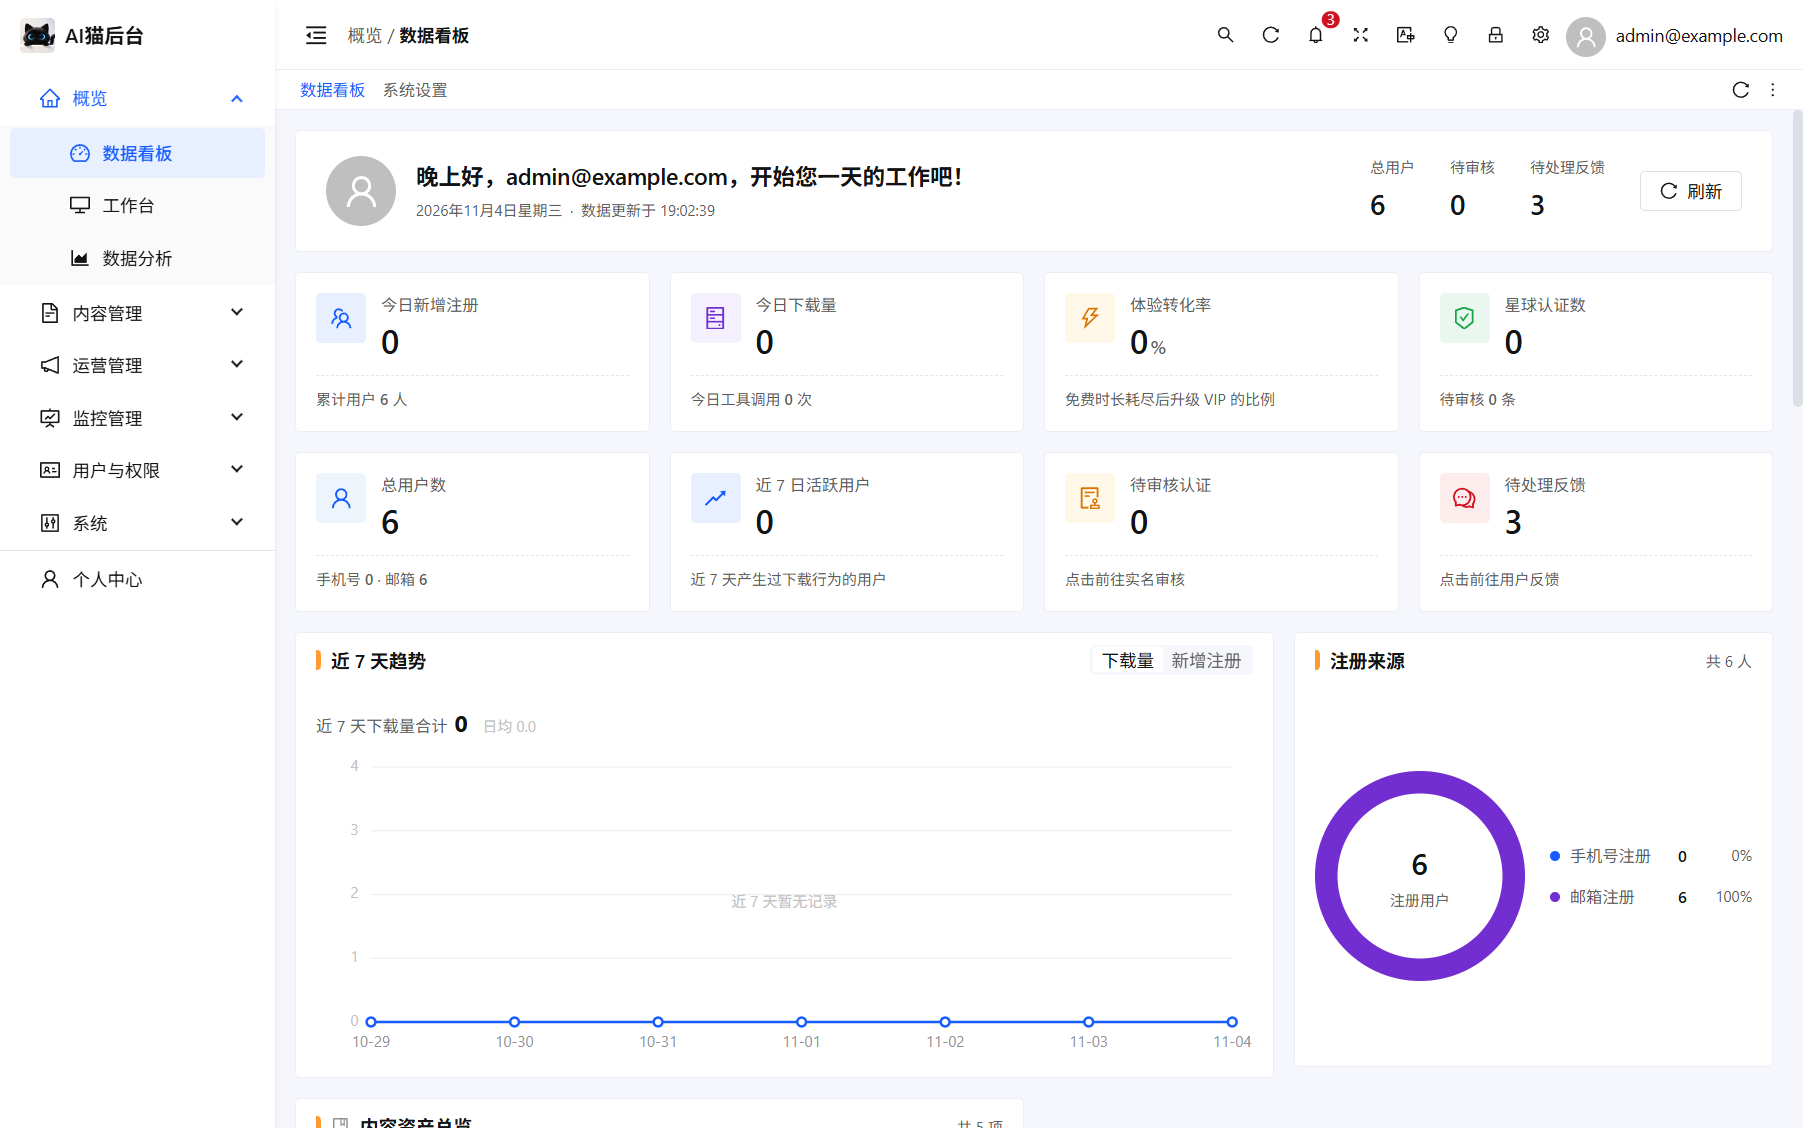 AI猫后台
概览 / 数据看板
3
admin@example.com
概览
数据看板
工作台
数据分析
内容管理
运营管理
监控管理
用户与权限
系统
个人中心
数据看板 系统设置
晚上好，admin@example.com，开始您一天的工作吧！
2026年11月4日星期三 · 数据更新于 19:02:39
总用户 待审核 待处理反馈
6 0 3
刷新
今日新增注册
0
累计用户 6 人
今日下载量
0
今日工具调用 0 次
体验转化率
0%
免费时长耗尽后升级 VIP 的比例
星球认证数
0
待审核 0 条
总用户数
6
手机号 0 · 邮箱 6
近 7 日活跃用户
0
近 7 天产生过下载行为的用户
待审核认证
0
点击前往实名审核
待处理反馈
3
点击前往用户反馈
近 7 天趋势
下载量 新增注册
近 7 天下载量合计 0 日均 0.0
4
3
2
近 7 天暂无记录
1
0
10-29 10-30 10-31 11-01 11-02 11-03 11-04
注册来源
共 6 人
6
注册用户
手机号注册 0 0%
邮箱注册 6 100%
内容资产总览
共 5 项